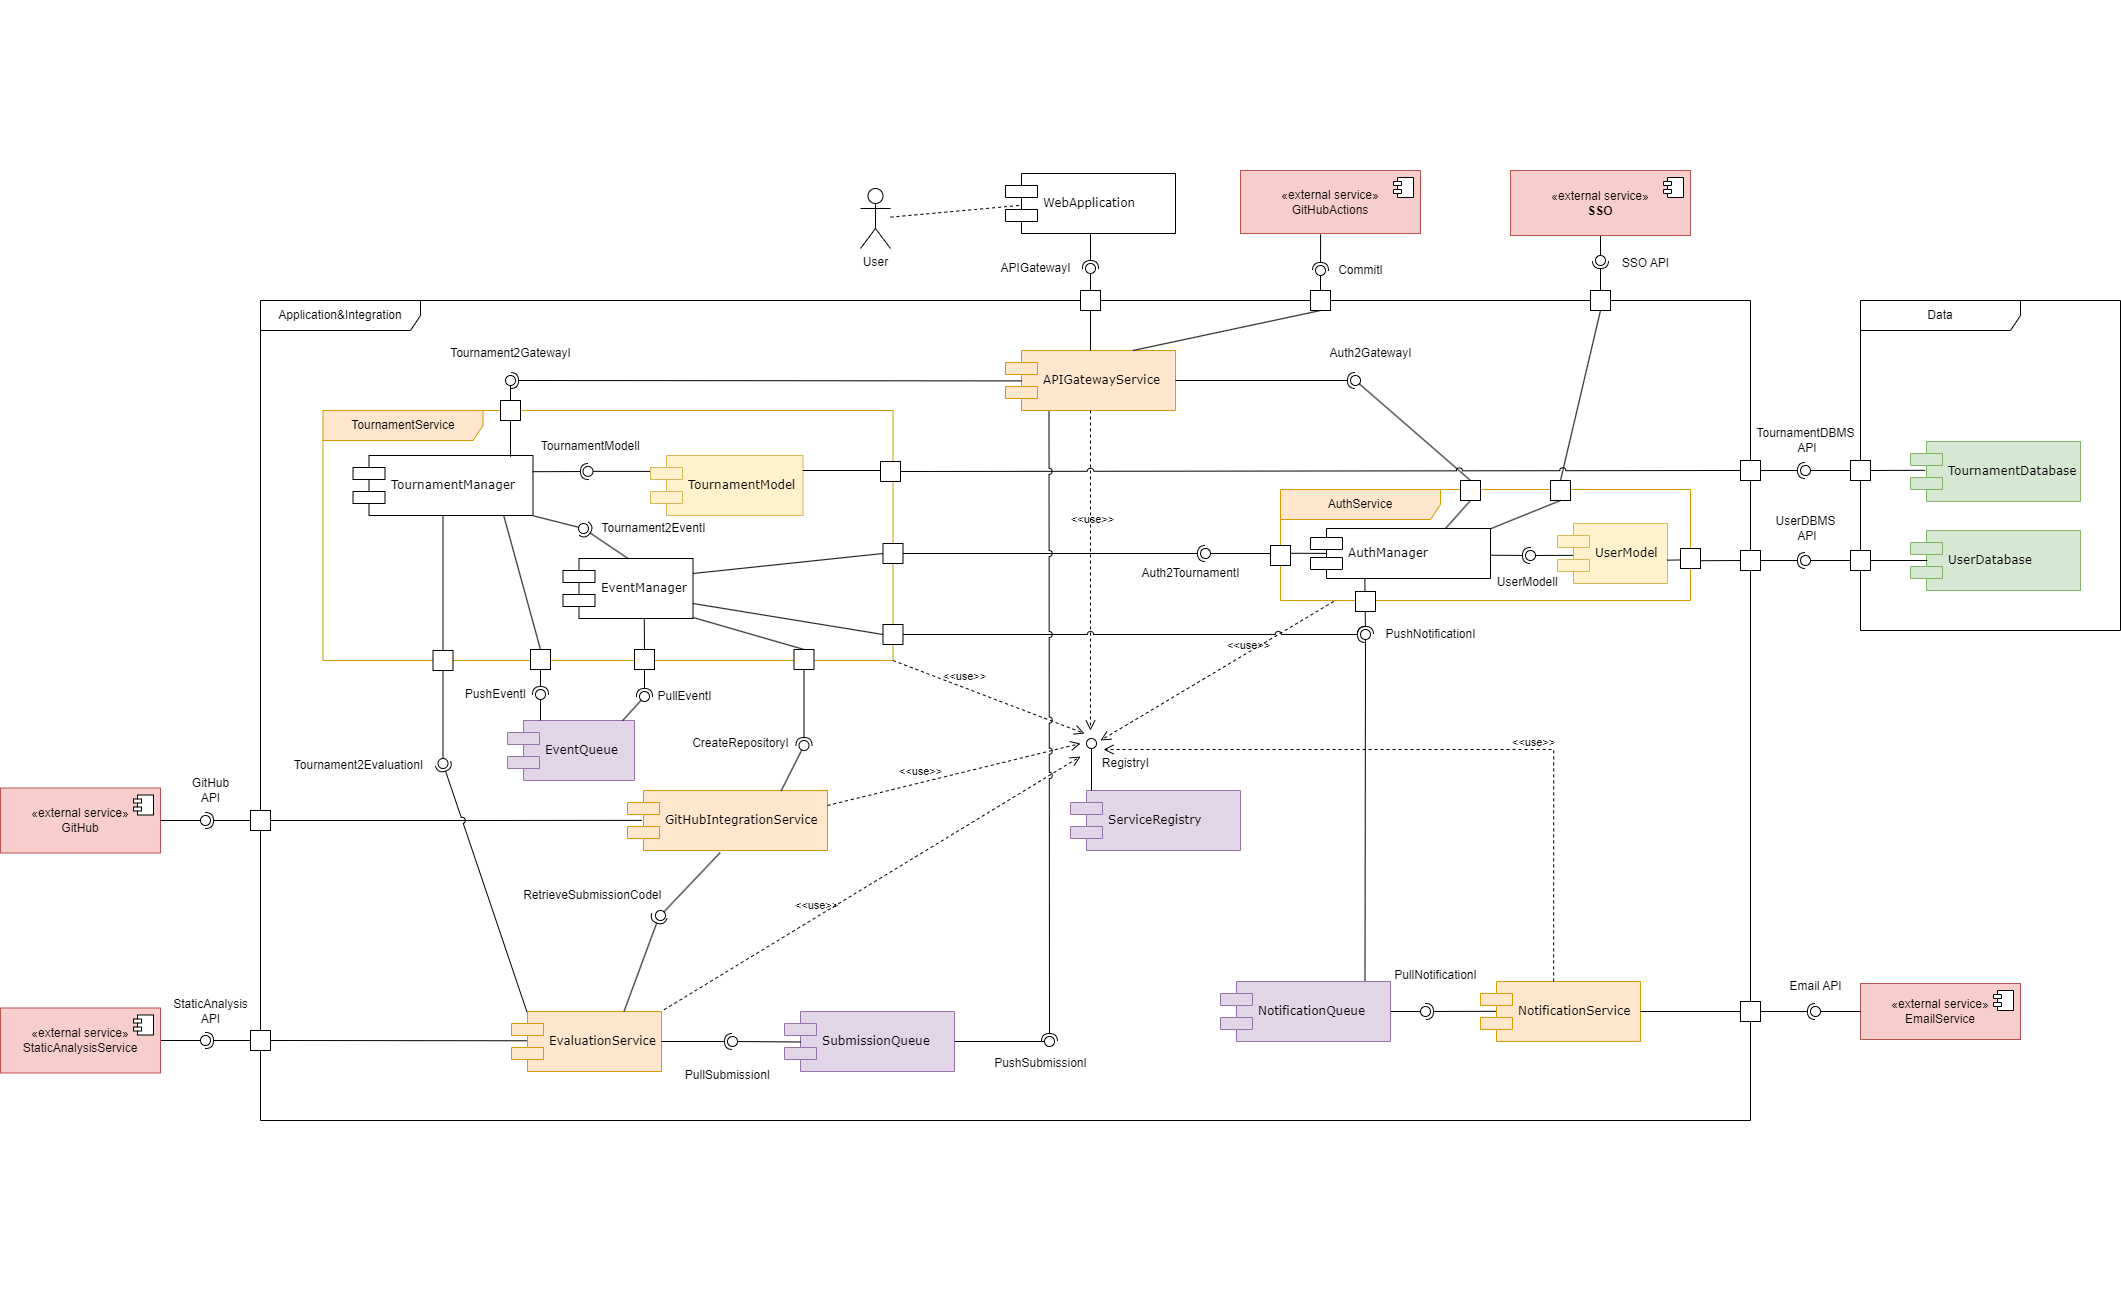 «external service»
GitHubActions
«external service»
SSO
WebApplication
User
APIGatewayI
CommitI
SSO API
Application&Integration
Data
Tournament2GatewayI
Auth2GatewayI
APIGatewayService
TournamentService
TournamentModelI
TournamentDBMS
API
TournamentManager
TournamentModel
TournamentDatabase
AuthService
<<use>>
Tournament2EventI
UserDBMS
API
AuthManager
UserModel
UserDatabase
Auth2TournamentI
UserModelI
EventManager
PushNotificationI
<<use>>
<<use>>
PushEventI
PullEventI
CreateRepositoryI
EventQueue
<<use>>
Tournament2EvaluationI
RegistryI
<<use>>
GitHub
API
«external service»
GitHub
GitHubIntegrationService
ServiceRegistry
RetrieveSubmissionCodeI
<<use>>
PullNotificationI
Email API
StaticAnalysis
API
«external service»
EmailService
NotificationQueue
NotificationService
«external service»
StaticAnalysisService
EvaluationService
SubmissionQueue
PushSubmissionI
PullSubmissionI